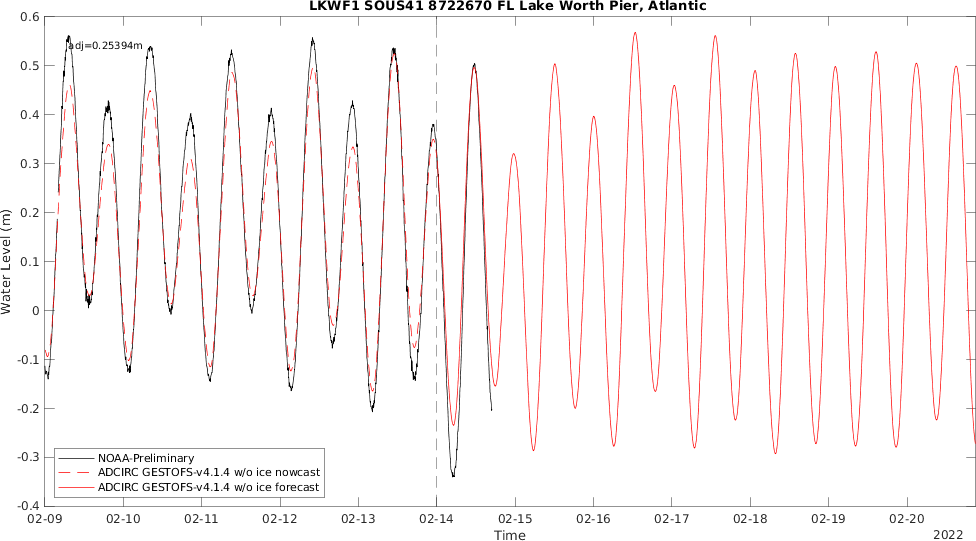 LKWF1 SOUS41 8722670 FL Lake Worth Pier, Atlantic
adj=0.25394m
Water Level (m)
0.6
0.5
0.4
0.3
0.2
0.1
0
-0.1
-0.2
-0.3
-0.4
NOAA-Preliminary
ADCIRC GESTOFS-v4.1.4 w/o ice nowcast
ADCIRC GESTOFS-v4.1.4 w/o ice forecast
02-09 02-10 02-11 02-12 02-13 02-14 02-15 02-16 02-17 02-18 02-19 02-20
Time
2022